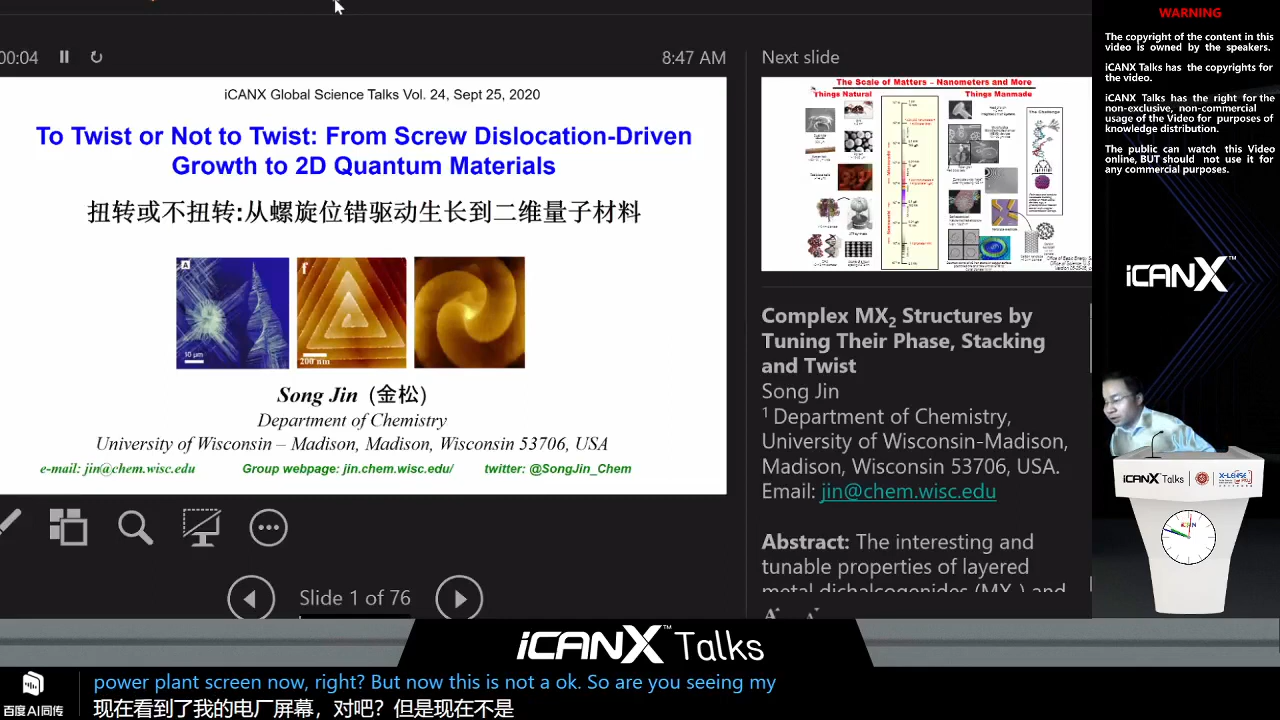 00:04
8:47 AM
iCANX Global Science Talks Vol. 24, Sept 25, 2020
To Twist or Not to Twist: From Screw Dislocation-Driven
Growth to 2D Quantum Materials
扭转或不扭转:从螺旋位错驱动生长到二维量子材料
A
10 μm
f
200 nm
Song Jin (金松)
Department of Chemistry
University of Wisconsin – Madison, Madison, Wisconsin 53706, USA
e-mail: jin@chem.wisc.edu Group webpage: jin.chem.wisc.edu/ twitter: @SongJin_Chem
Slide 1 of 76
Next slide
The Scale of Matters – Nanometers and More
Things Natural
Things Manmade
The Challenge
Complex MX2 Structures by
Tuning Their Phase, Stacking
and Twist
Song Jin
1 Department of Chemistry,
University of Wisconsin-Madison,
Madison, Wisconsin 53706, USA.
Email: jin@chem.wisc.edu
Abstract: The interesting and
tunable properties of layered
metal dichalcogenides (MX2) and
WARNING
The copyright of the content in this
video is owned by the speakers.
iCANX Talks has the copyrights for
the video.
iCANX Talks has the right for the
non-exclusive, non-commercial
usage of the Video for purposes of
knowledge distribution.
The public can watch this Video
online, BUT should not use it for
any commercial purposes.
iCANX™
iCANX Talks
iCANX™ Talks
power plant screen now, right? But now this is not a ok. So are you seeing my
现在看到了我的电厂屏幕，对吧？但是现在不是
百度AI同传